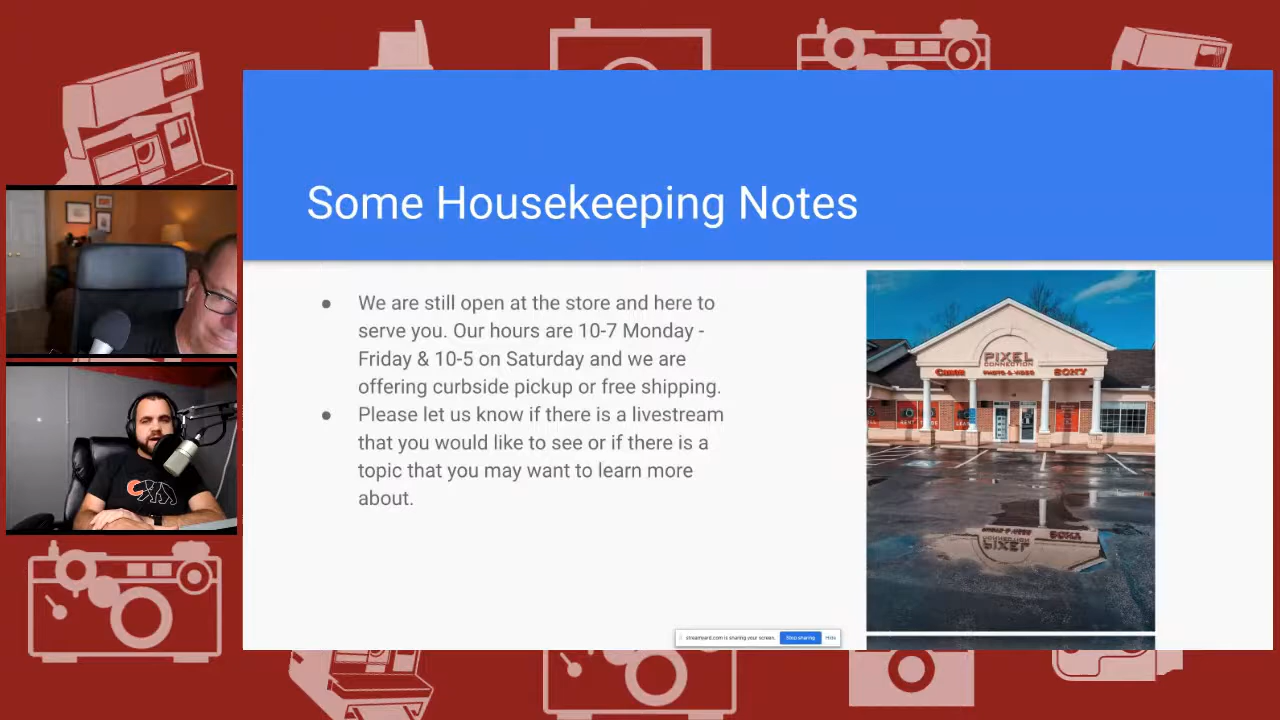 Some Housekeeping Notes
● We are still open at the store and here to
serve you. Our hours are 10-7 Monday -
Friday & 10-5 on Saturday and we are
offering curbside pickup or free shipping.
● Please let us know if there is a livestream
that you would like to see or if there is a
topic that you may want to learn more
about.
PIXEL
CONNECTION
Canon PHOTO & VIDEO SONY
streamyard.com is sharing your screen. Stop sharing Hide